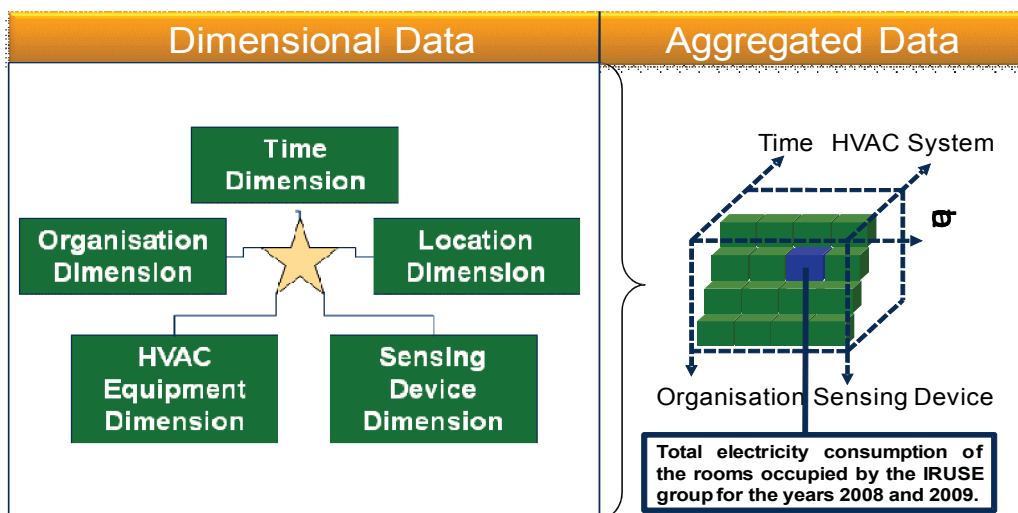 Dimensional Data
Aggregated Data
Time
Dimension
Organisation
Dimension
Location
Dimension
HVAC
Equipment
Dimension
Sensing
Device
Dimension
Time
HVAC System
Organisation
Sensing Device
Total electricity consumption of
the rooms occupied by the IRUSE
group for the years 2008 and 2009.